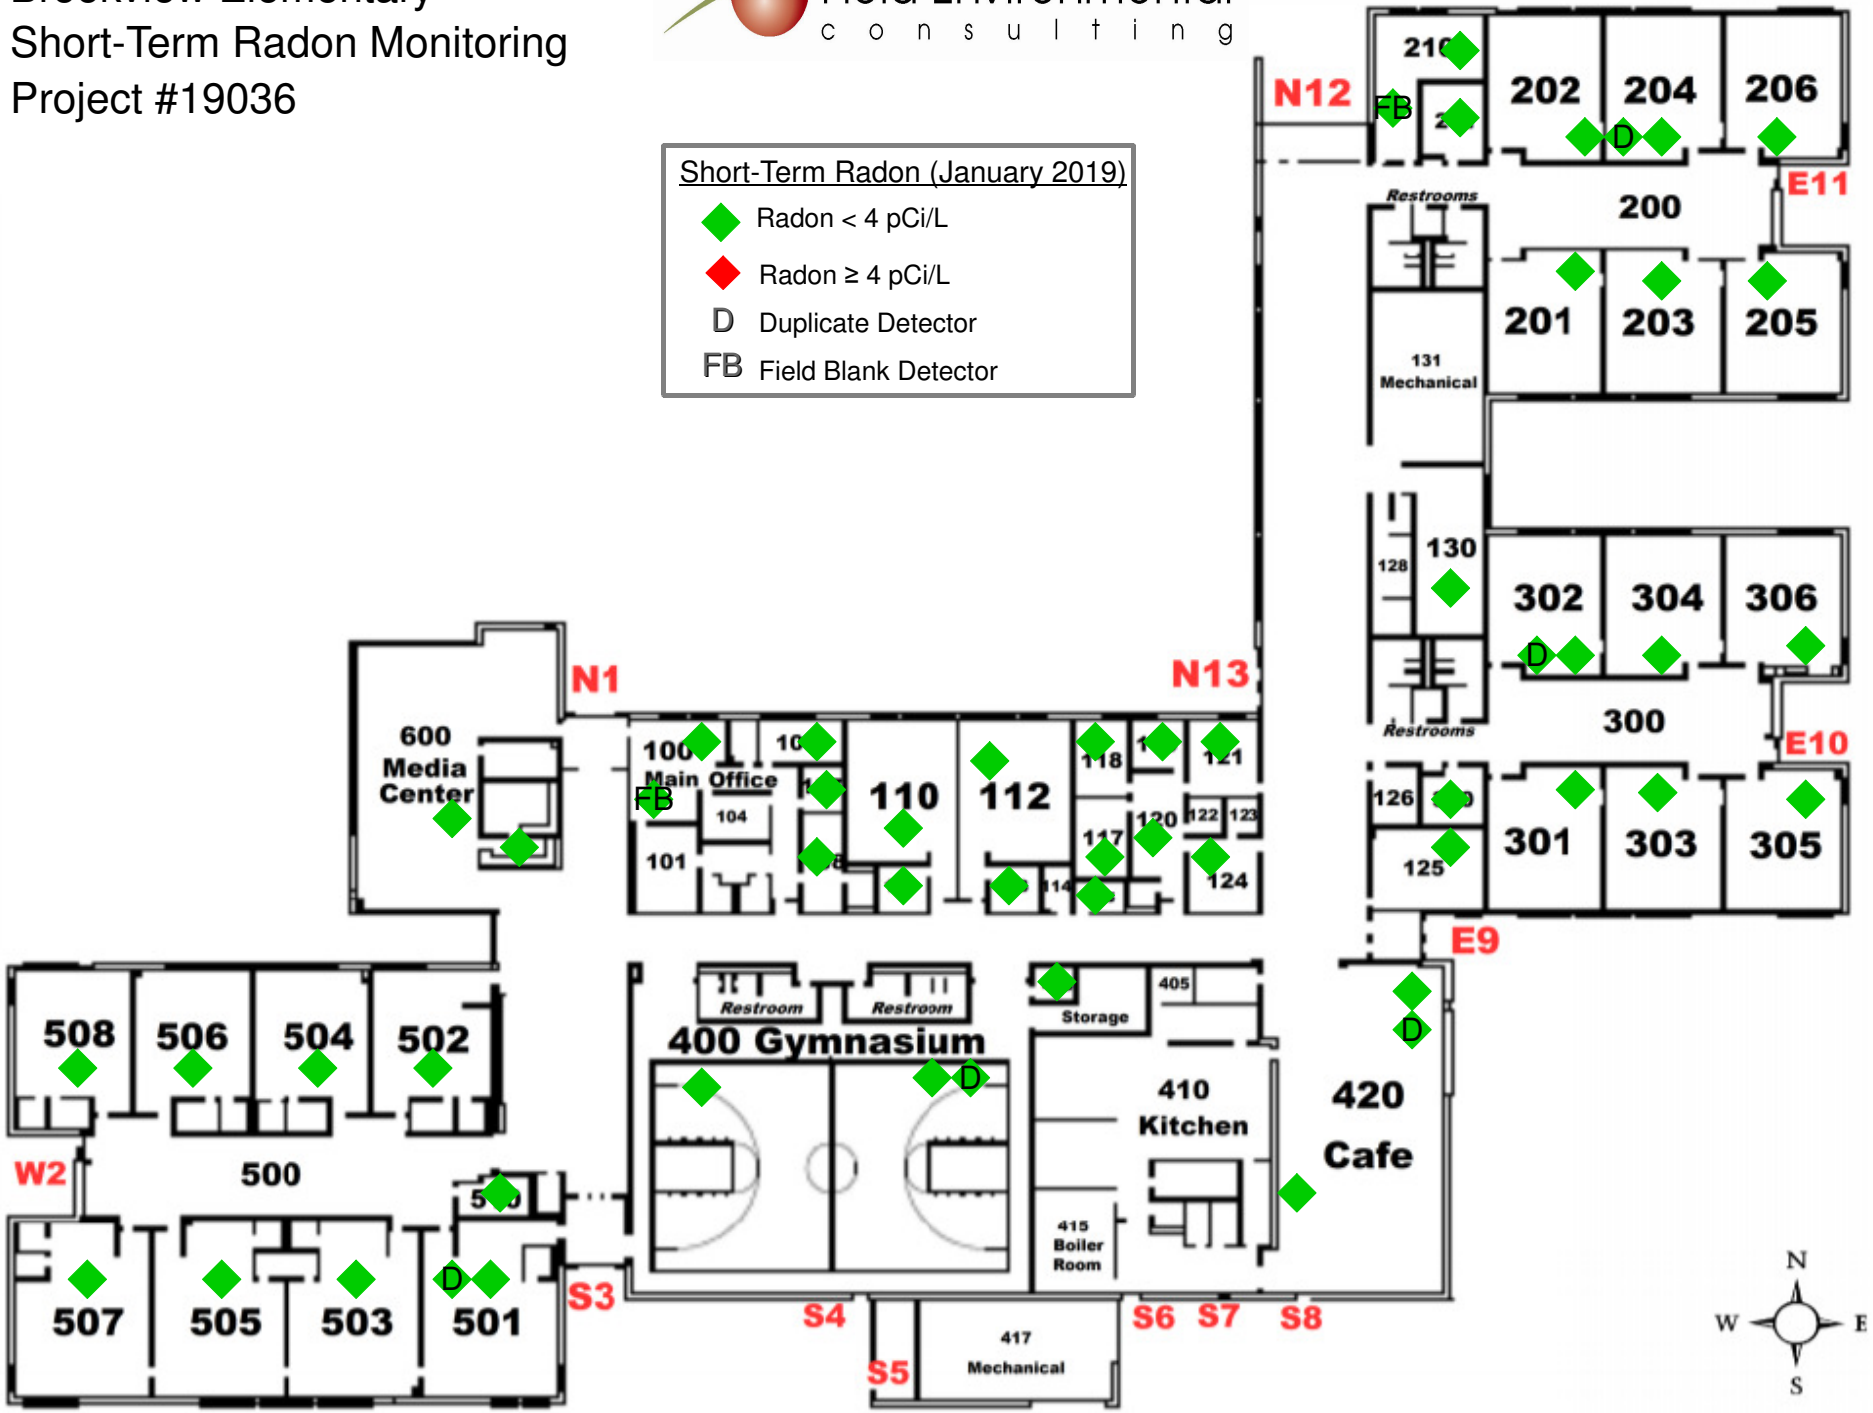 Short-Term Radon Monitoring
Project #19036
consulting
Short-Term Radon (January 2019)
Radon < 4 pCi/L
Radon ≥ 4 pCi/L
D Duplicate Detector
FB Field Blank Detector
N12
FB
202
D
204
206
E11
Restrooms
200
201
203
205
131
Mechanical
130
128
302
D
304
306
Restrooms
300
E10
126
125
301
303
305
E9
N1
N13
600
Media
Center
100
Main Office
FB
104
101
110
112
114
118
117
120
121
122
123
124
508
506
504
502
W2
500
507
505
503
D
501
S3
Restroom
Restroom
400 Gymnasium
D
Storage
405
410
Kitchen
415
Boiler
Room
D
420
Cafe
S4
S5
417
Mechanical
S6
S7
S8
N
W
E
S